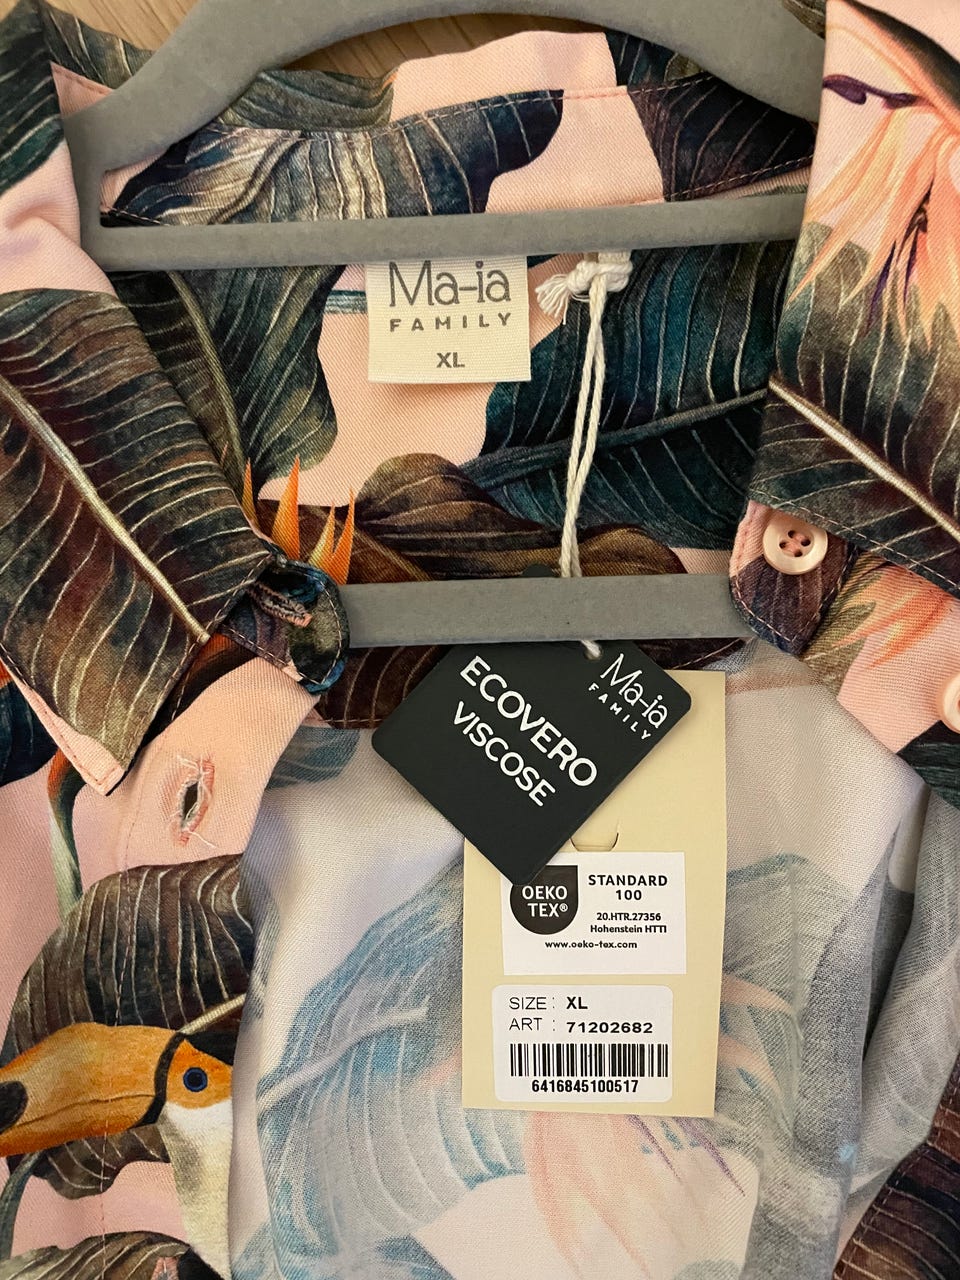 Ma-ia
FAMILY
XL
Ma-ia
FAMILY
ECOVERO
VISCOSE
OEKO
TEX®
STANDARD
100
20.HTR.27356
Hohenstein HTTI
www.oeko-tex.com
SIZE : XL
ART : 71202682
6416845100517